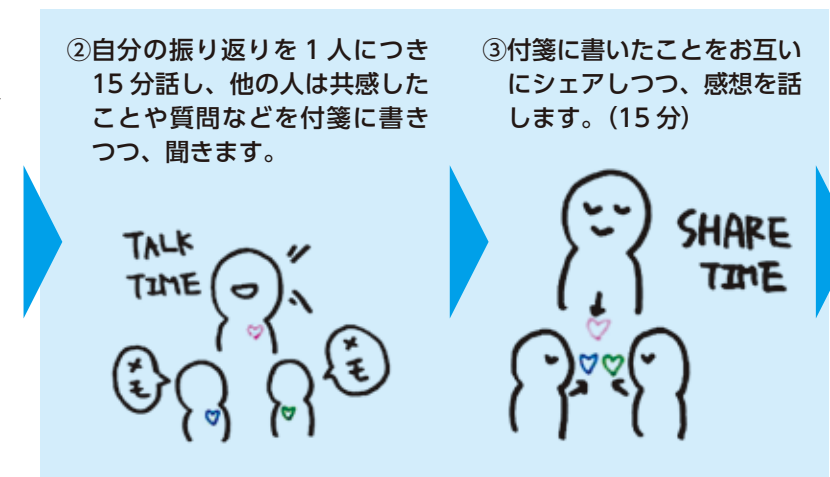 ②自分の振り返りを 1 人につき
15 分話し、他の人は共感した
ことや質問などを付箋に書き
つつ、聞きます。
TALK
TIME
メモ
メモ
③付箋に書いたことをお互い
にシェアしつつ、感想を話
します。（15 分）
SHARE
TIME